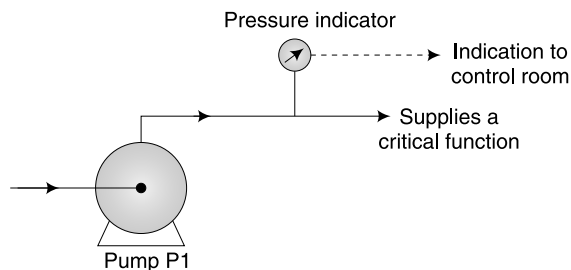 Pressure indicator
Indication to
control room
Supplies a
critical function
Pump P1